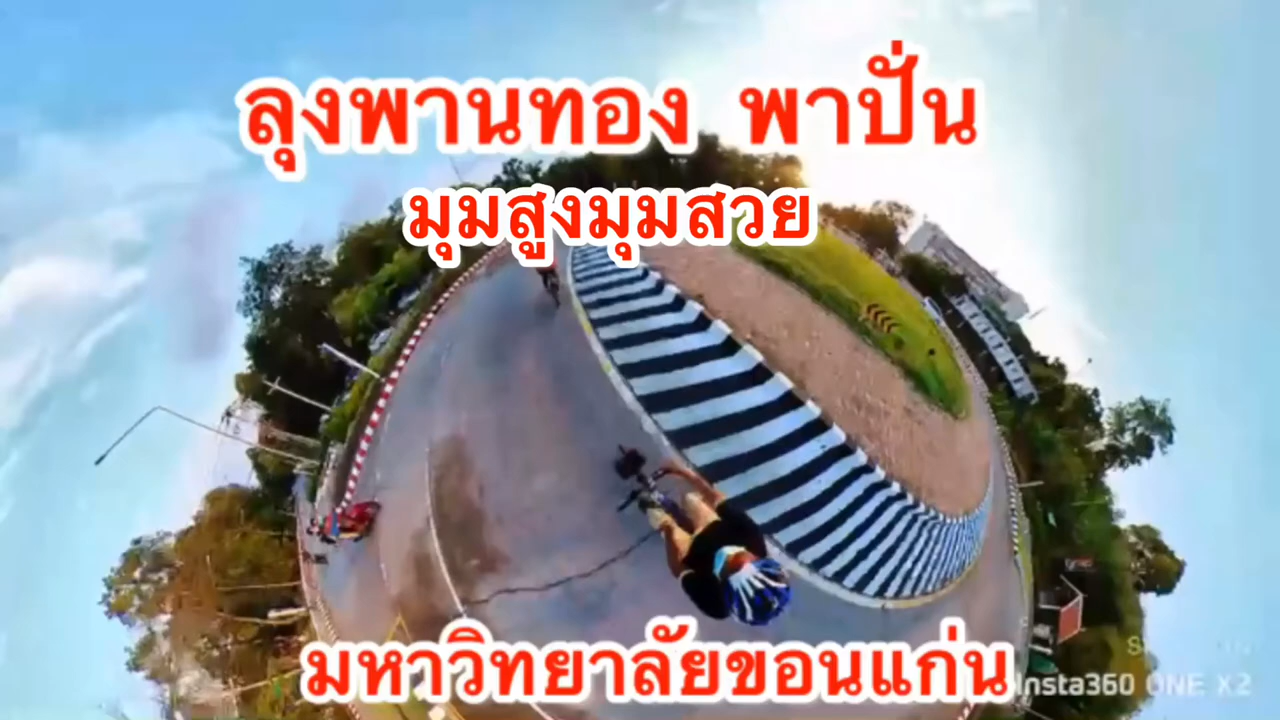 ลุงพานทอง พาปั่น
มุมสูงมุมสวย
มหาวิทยาลัยขอนแก่น
Insta360 ONE X2